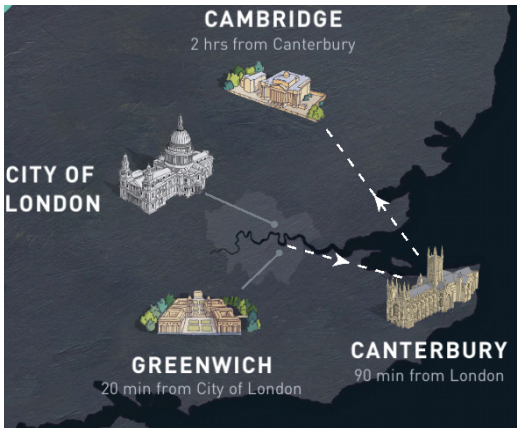 CAMBRIDGE
2 hrs from Canterbury
CITY OF
LONDON
GREENWICH
20 min from City of London
CANTERBURY
90 min from London